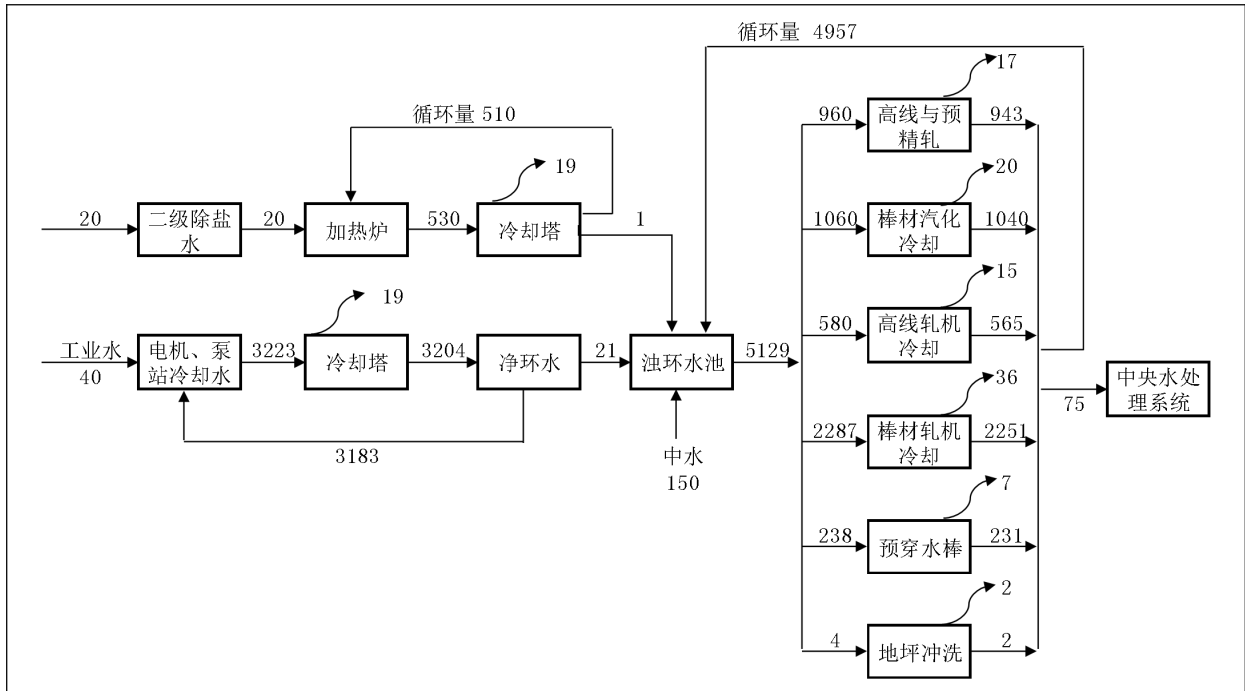 循环量 4957
17
960
高线与预
精轧
943
循环量 510
19
20
20
二级除盐
水
20
加热炉
530
冷却塔
1
1060
棒材汽化
冷却
1040
19
15
工业水
40
电机、泵
站冷却水
3223
冷却塔
3204
净环水
21
浊环水池
5129
580
高线轧机
冷却
565
36
75
中央水处
理系统
3183
中水
150
2287
棒材轧机
冷却
2251
7
238
预穿水棒
231
2
4
地坪冲洗
2